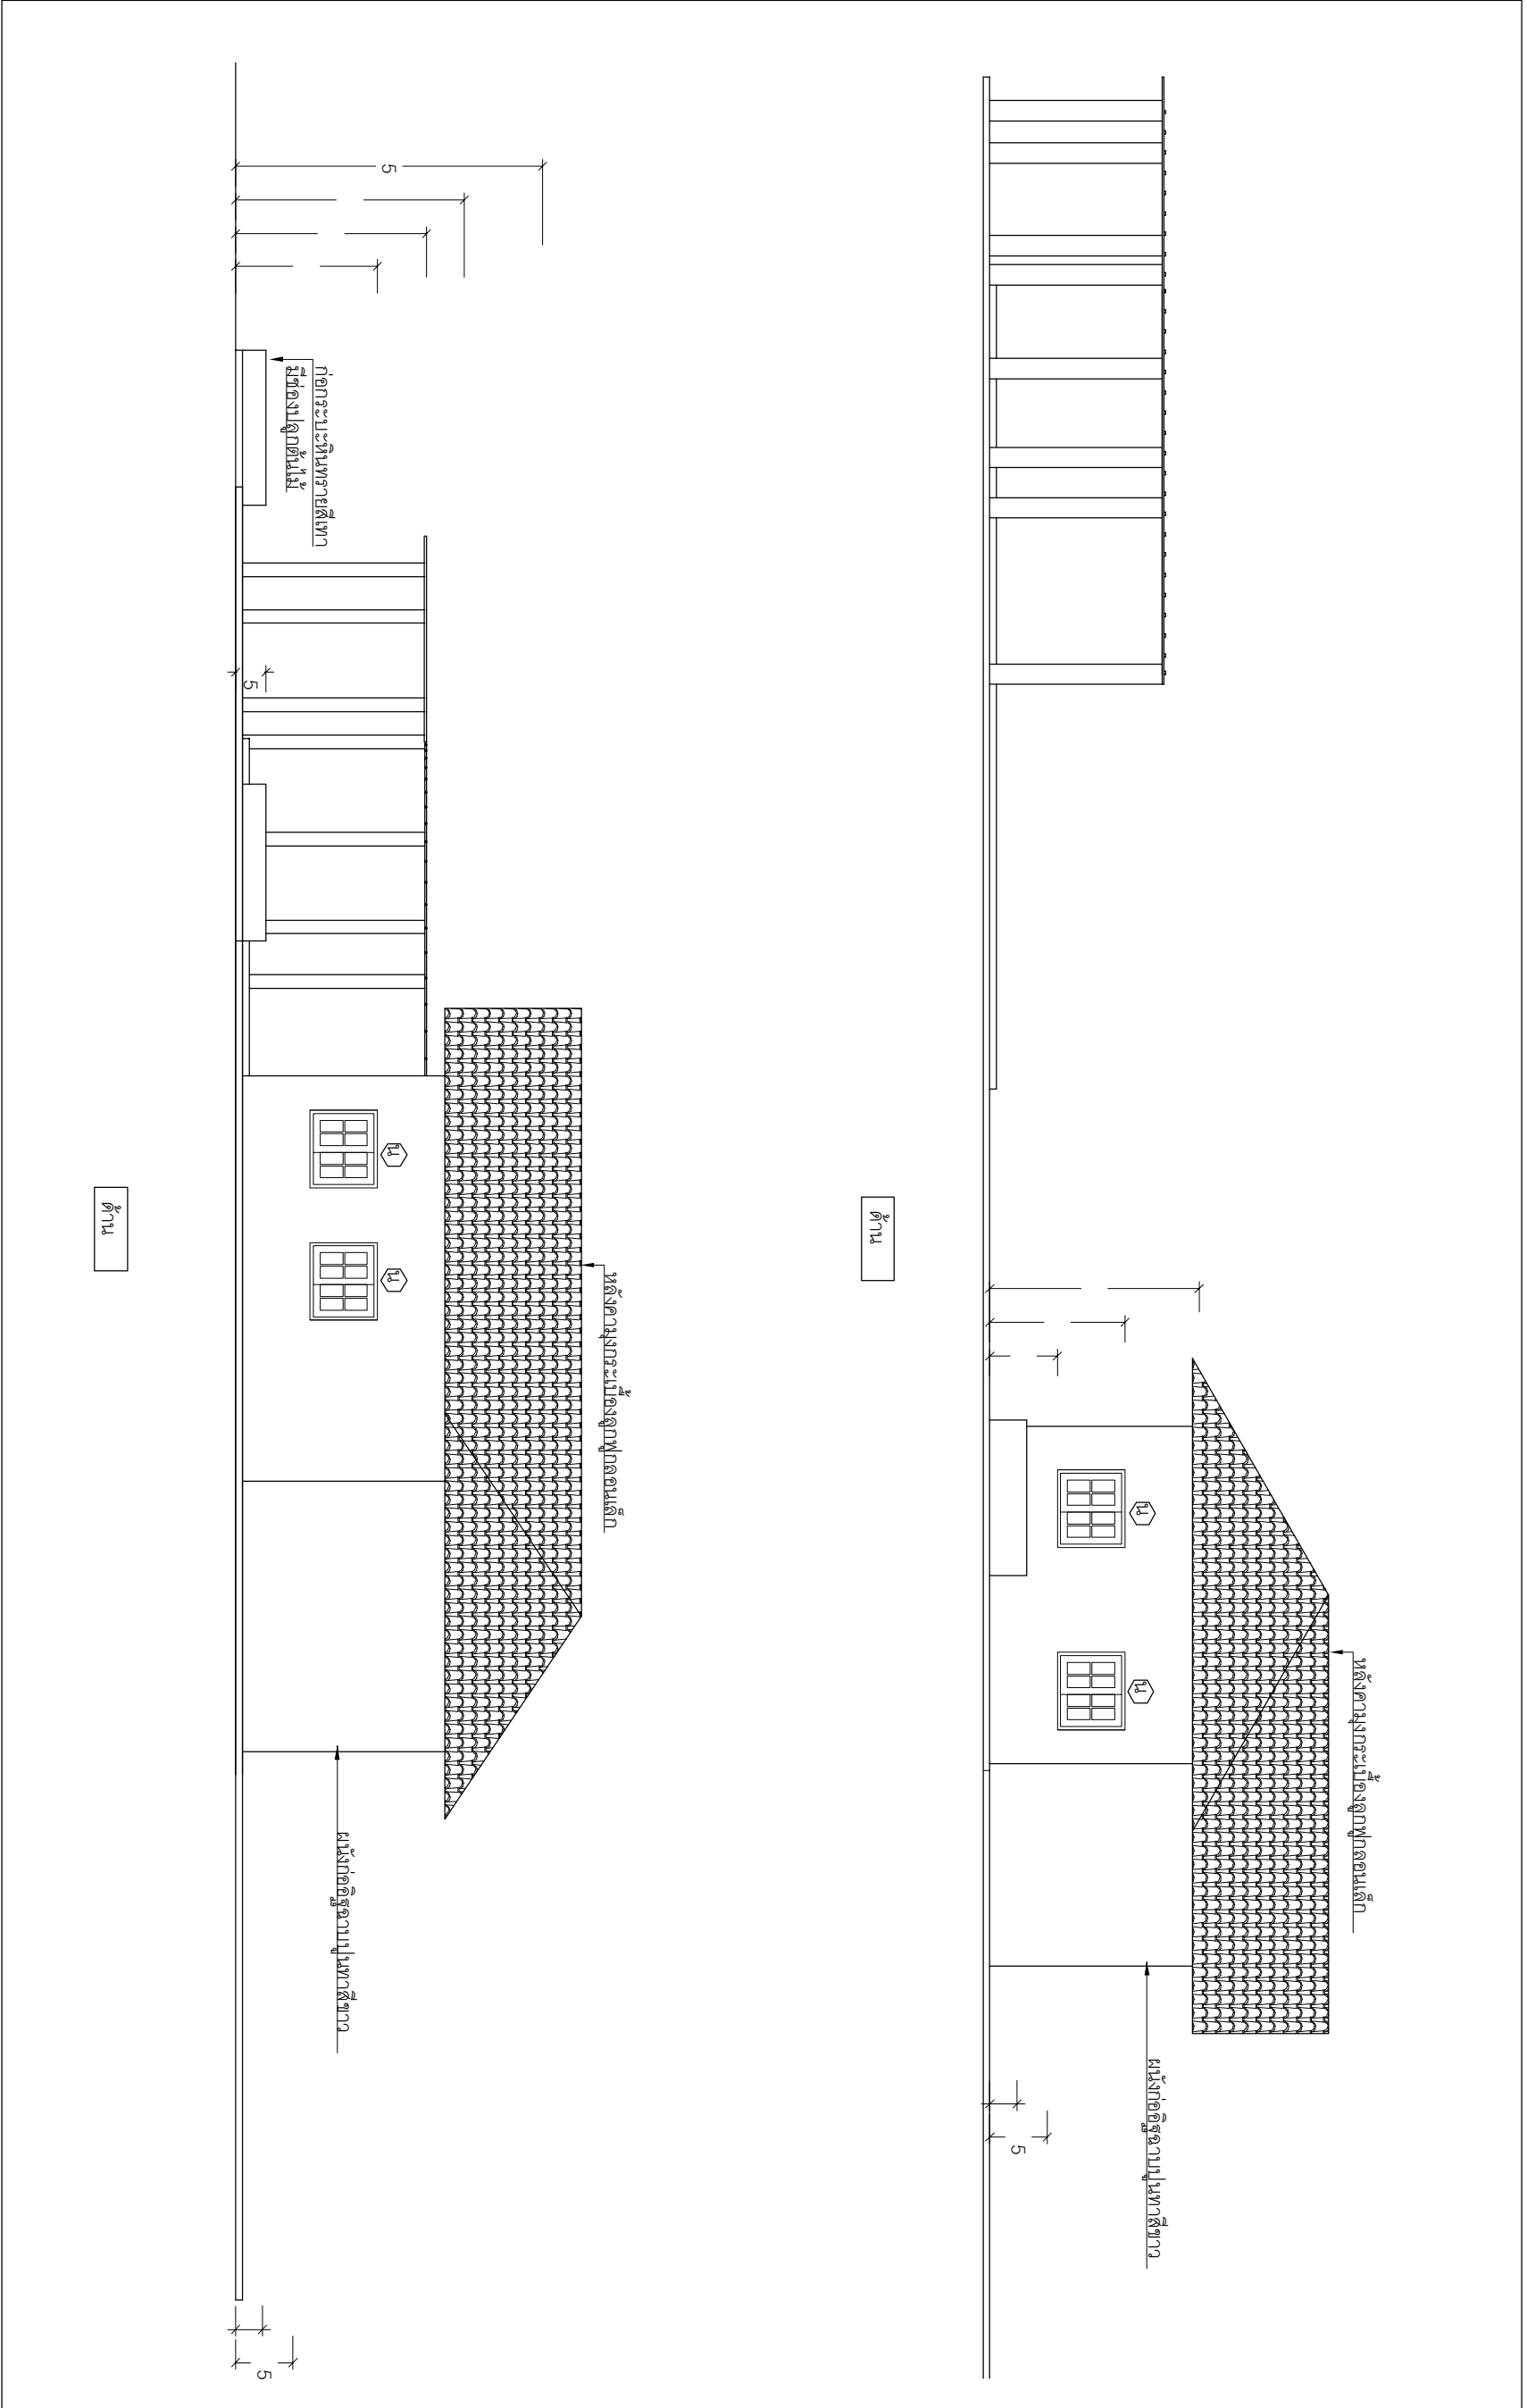 หลังคามุงกระเบื้องลูกฟูกลอนเล็ก
น
น
ผนังก่ออิฐฉาบปูนทาสีขาว
5
ด้าน
5
หลังคามุงกระเบื้องลูกฟูกลอนเล็ก
ก่อกระบะหินทรายสีเทา
มีช่องปลูกต้นไม้
น
น
5
ผนังก่ออิฐฉาบปูนทาสีขาว
5
ด้าน